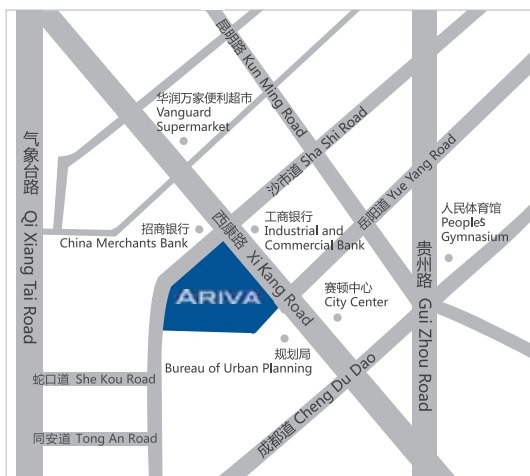 昆明路 Kun Ming Road
华润万家便利超市
Vanguard
Supermarket
沙市道 Sha Shi Road
岳阳道 Yue Yang Road
气象台路 Qi Xiang Tai Road
招商银行
China Merchants Bank
西康路 Xi Kang Road
工商银行
Industrial and
Commercial Bank
人民体育馆
PeopleS
Gymnasium
贵州路 Gui Zhou Road
ARIVA
赛顿中心
City Center
规划局
Bureau of Urban Planning
蛇口道 She Kou Road
成都道 Cheng Du Dao
同安道 Tong An Road